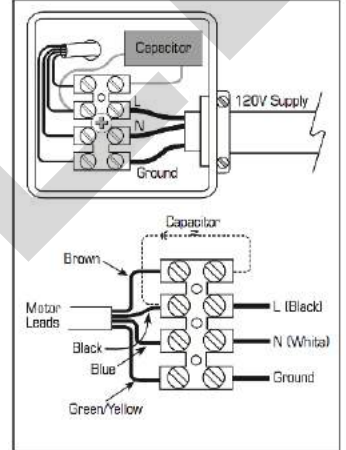 Capacitor
L
N
120V Supply
Ground
Capacitor
Brown
Motor
Leads
L (Black)
N (White)
Black
Blue
Ground
Green/Yellow